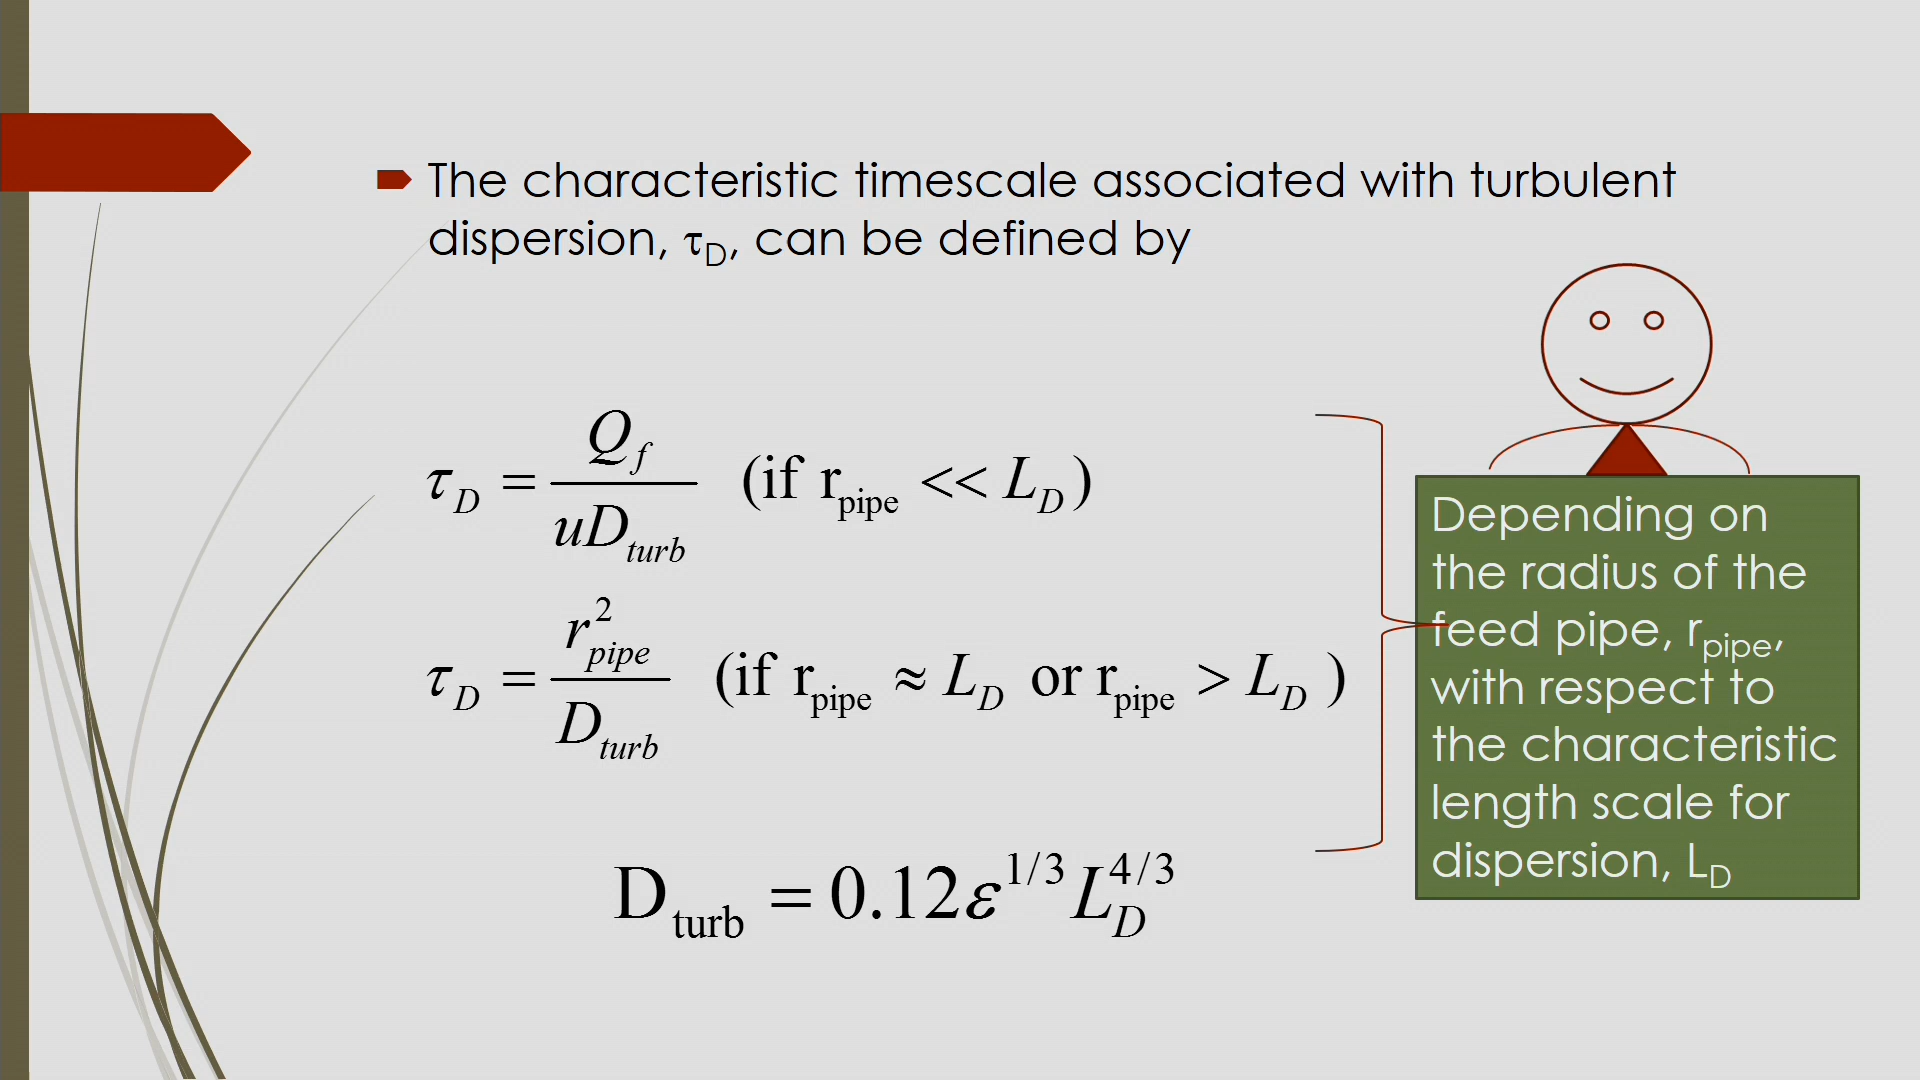 The characteristic timescale associated with turbulent
dispersion, τ_D, can be defined by
τ_D = Q_f / uD_turb (if r_pipe << L_D)
τ_D = r_pipe^2 / D_turb (if r_pipe ≈ L_D or r_pipe > L_D )
D_turb = 0.12ε^1/3 L_D^4/3
Depending on
the radius of the
feed pipe, r_pipe,
with respect to
the characteristic
length scale for
dispersion, L_D